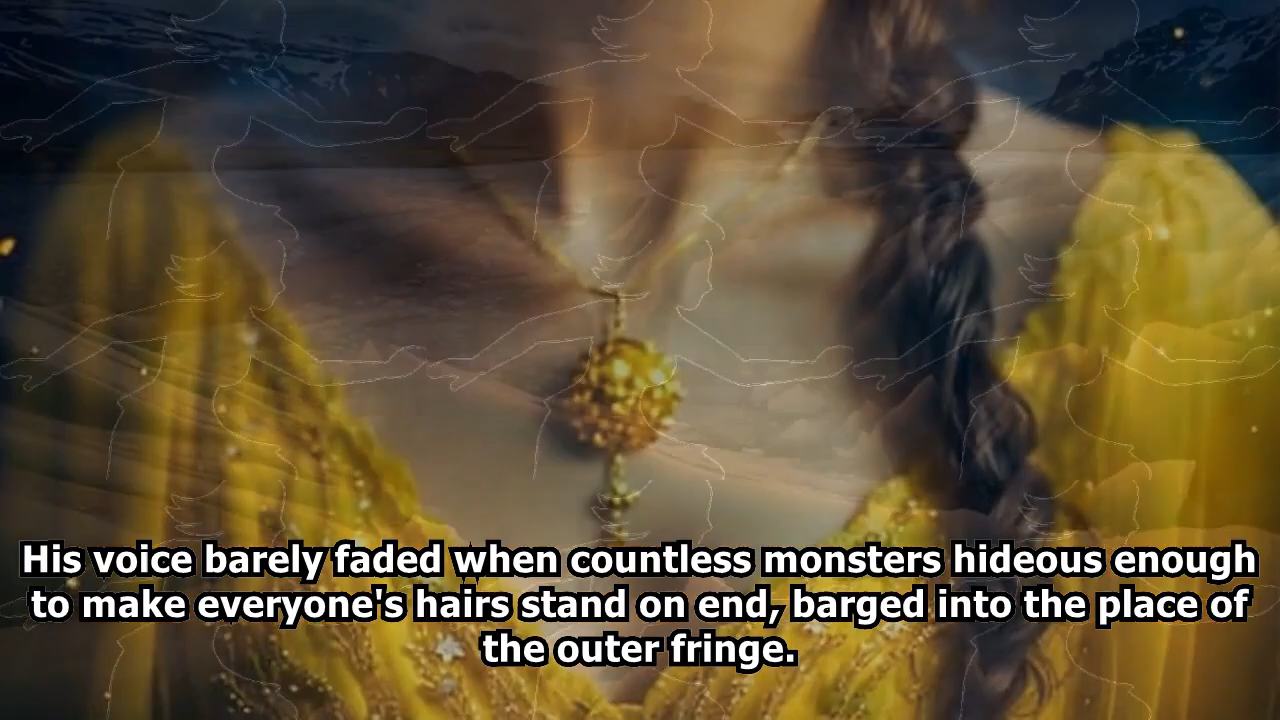 His voice barely faded when countless monsters hideous enough
to make everyone's hairs stand on end, barged into the place of
the outer fringe.